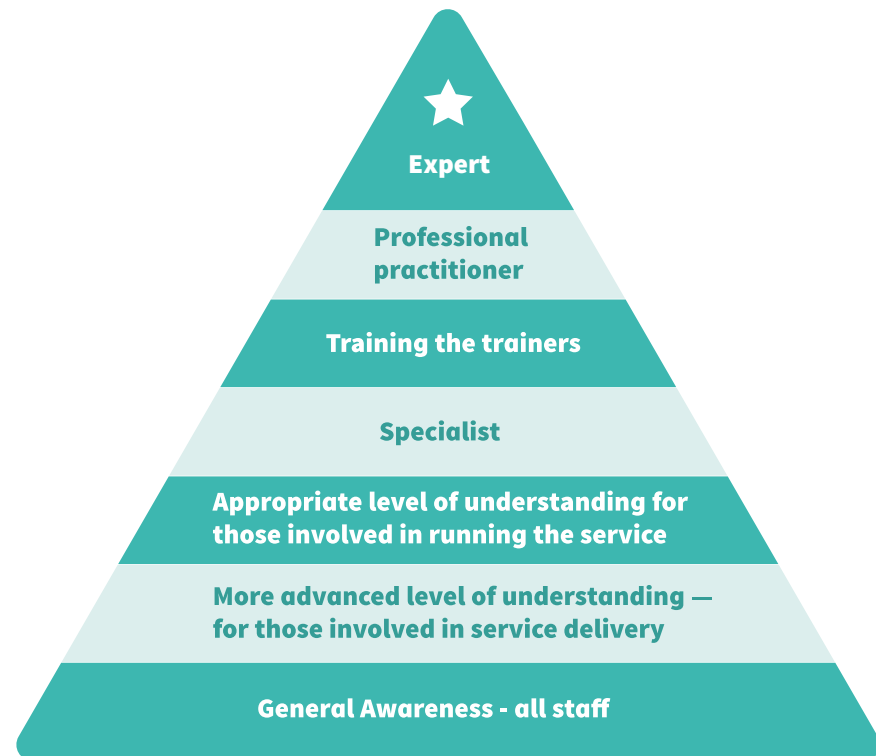 Expert
Professional
practitioner
Training the trainers
Specialist
Appropriate level of understanding for
those involved in running the service
More advanced level of understanding —
for those involved in service delivery
General Awareness - all staff